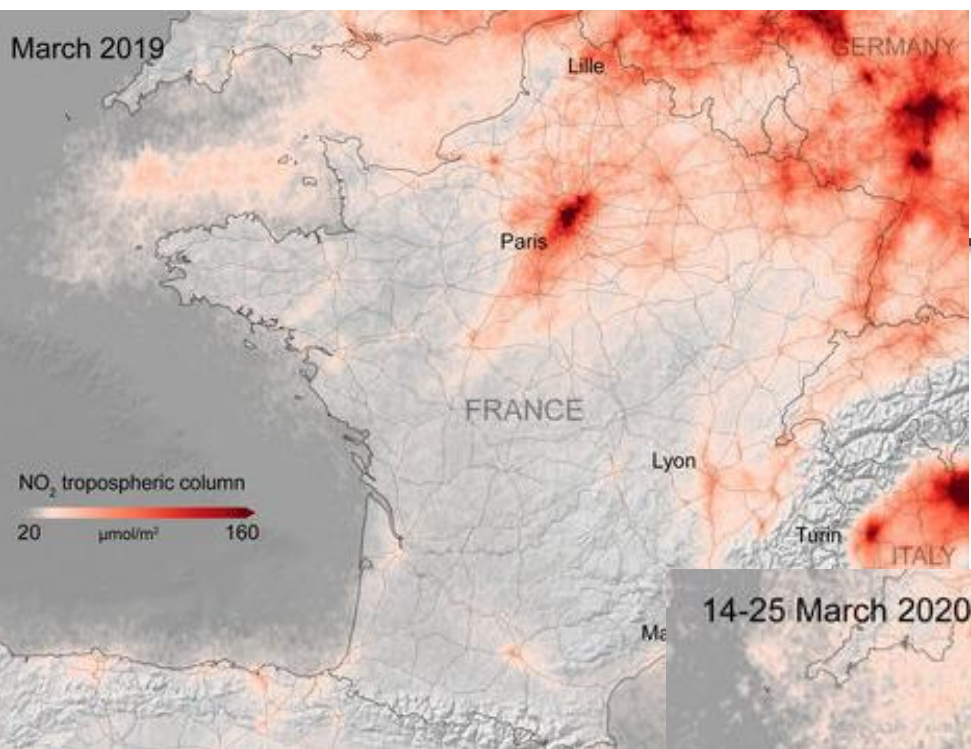 March 2019
GERMANY
Lille
Paris
FRANCE
Lyon
NO₂ tropospheric column
20 µmol/m² 160
Turin
ITALY
14-25 March 2020
Ma